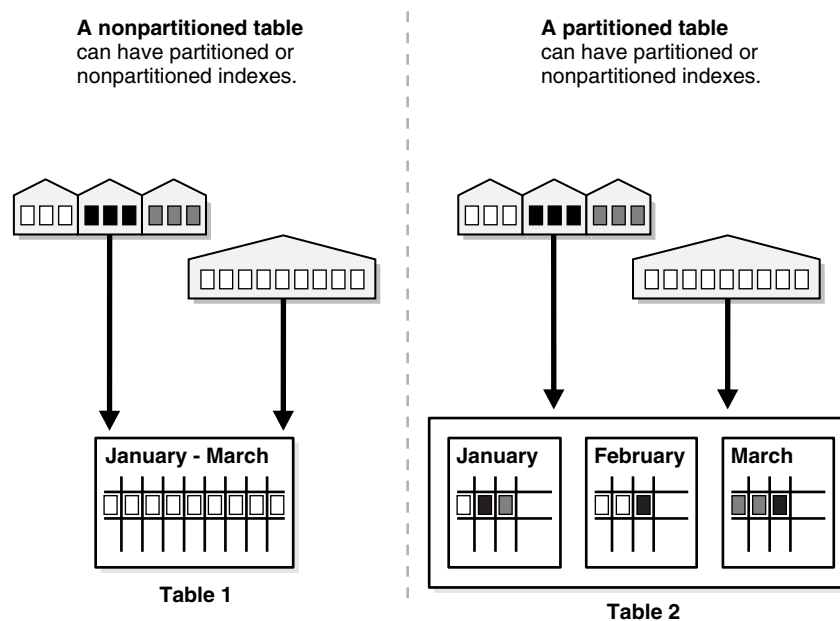 A nonpartitioned table
can have partitioned or
nonpartitioned indexes.
A partitioned table
can have partitioned or
nonpartitioned indexes.
January - March
Table 1
January
February
March
Table 2